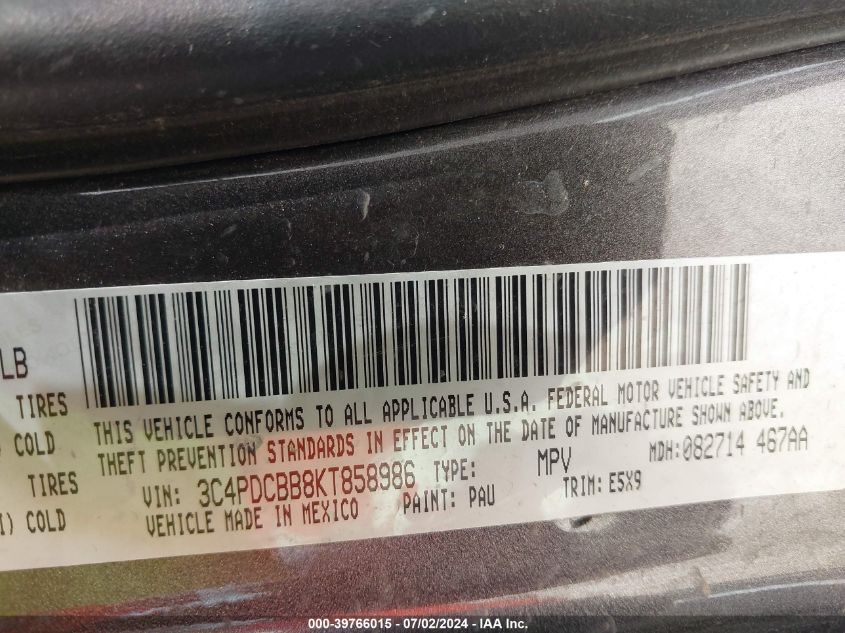 LB
TIRES
COLD
TIRES
I) COLD
THIS VEHICLE CONFORMS TO ALL APPLICABLE U.S.A. FEDERAL MOTOR VEHICLE SAFETY AND
THEFT PREVENTION STANDARDS IN EFFECT ON THE DATE OF MANUFACTURE SHOWN ABOVE.
VIN: 3C4PDCBB8KT858986 TYPE: MPV MDH:082714 467AA
VEHICLE MADE IN MEXICO PAINT: PAU TRIM: E5X9
000-39766015 - 07/02/2024 - IAA Inc.